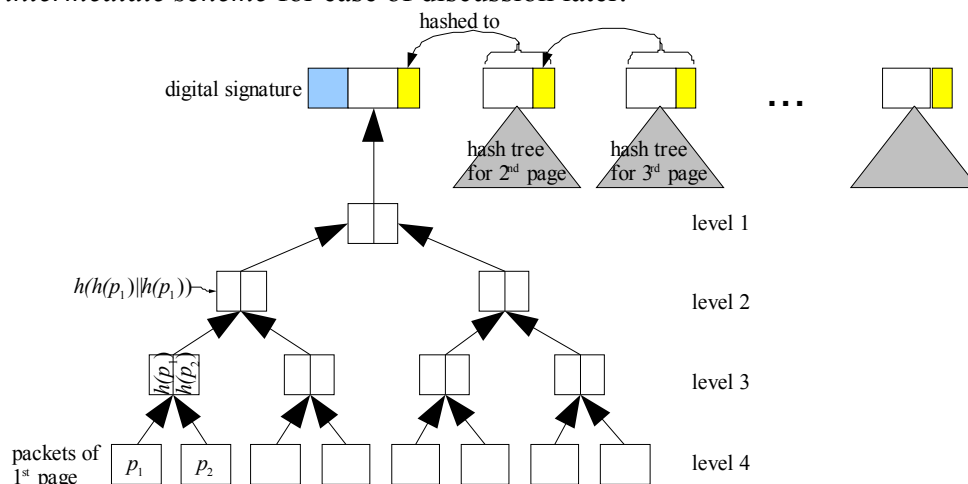 intermediate scheme for ease of discussion later.
hashed to
digital signature
...
hash tree
for 2nd page
hash tree
for 3rd page
level 1
h(h(p1)||h(p1))
level 2
h(p1)
h(p2)
level 3
packets of
1st page
p1
p2
level 4